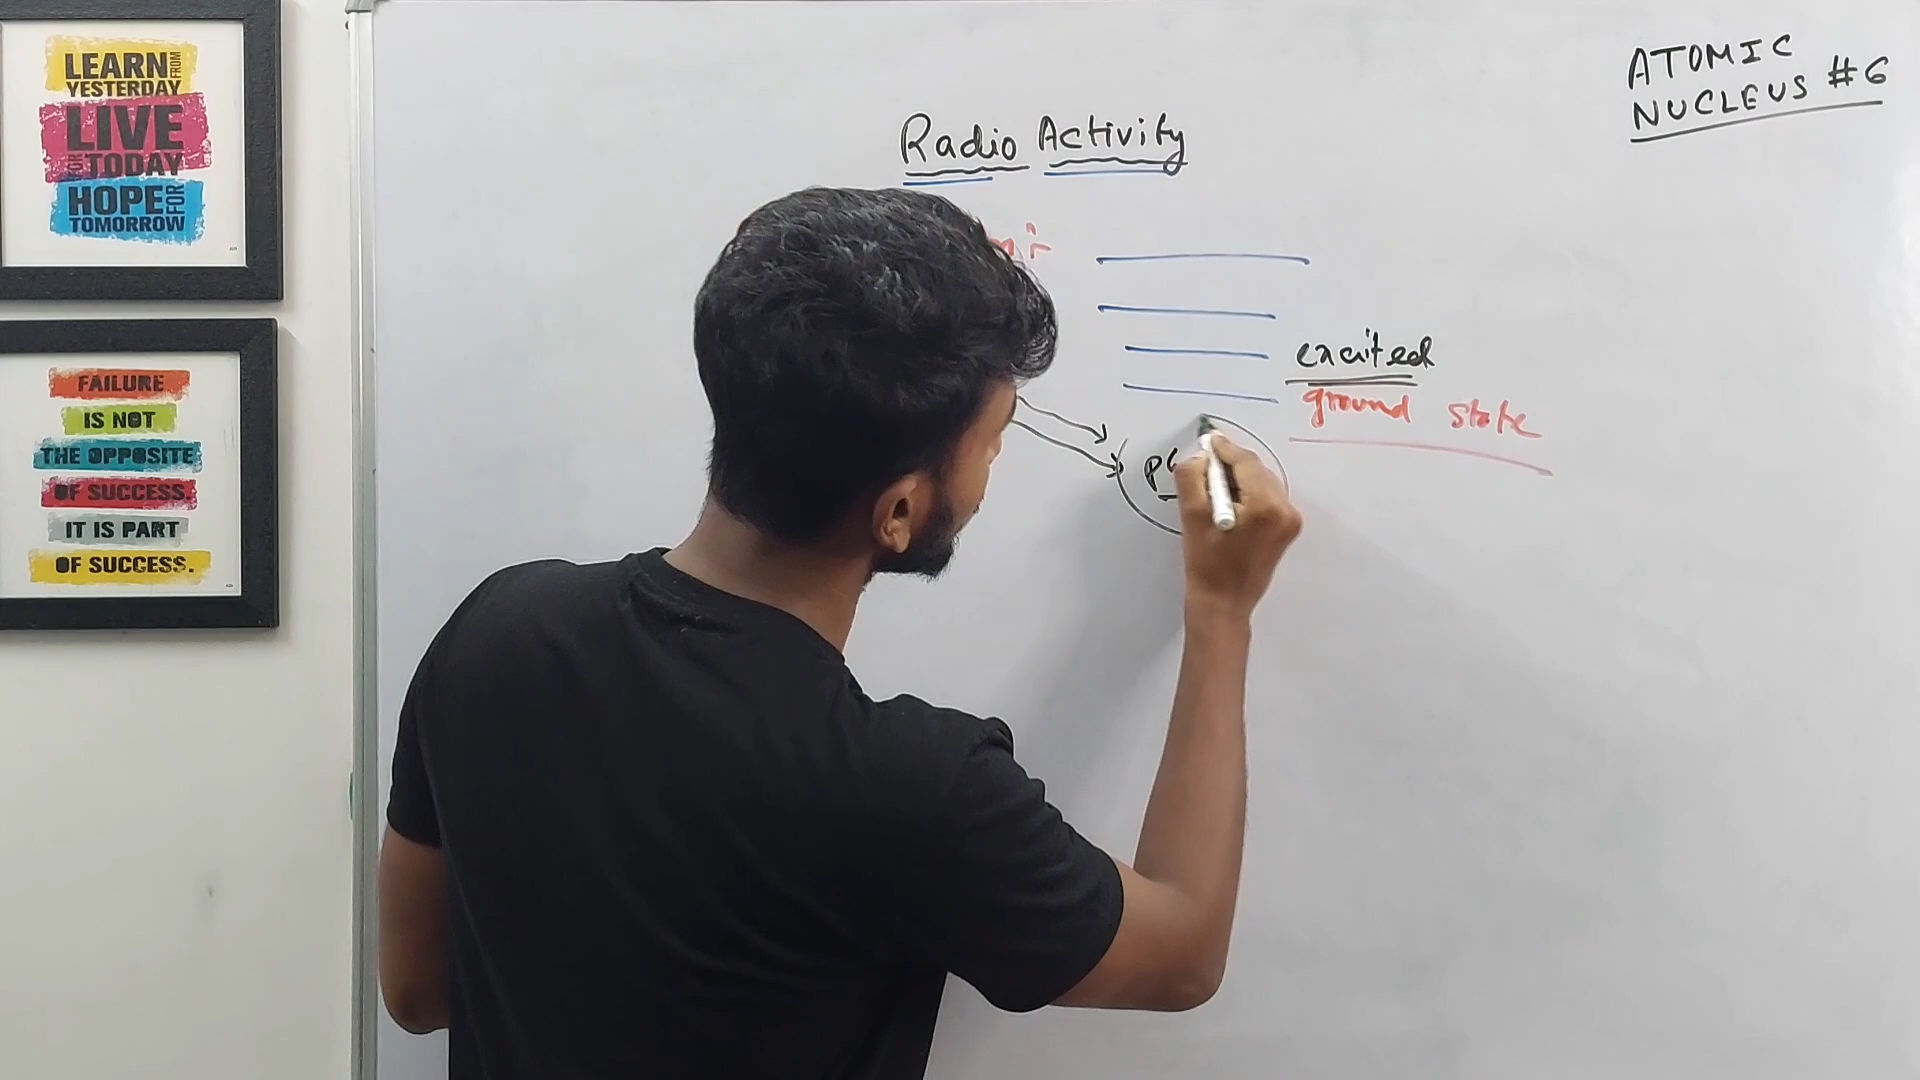 LEARN FROM
YESTERDAY
LIVE
FOR TODAY
HOPE FOR
TOMORROW
FAILURE
IS NOT
THE OPPOSITE
OF SUCCESS.
IT IS PART
OF SUCCESS.
ATOMIC
NUCLEUS #6
Radio Activity
excited
ground state